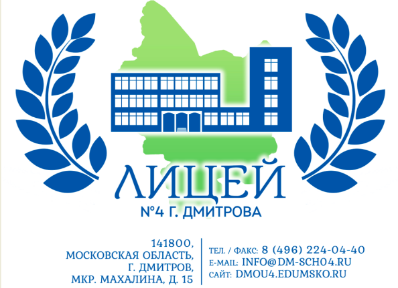 ЛИЦЕЙ
№4 Г. ДМИТРОВА
141800,
МОСКОВСКАЯ ОБЛАСТЬ,
Г. ДМИТРОВ,
МКР. МАХАЛИНА, Д. 15
ТЕЛ. / ФАКС: 8 (496) 224-04-40
E-MAIL: INFO@DM-SCH04.RU
САЙТ: DMOU4.EDUMSKO.RU